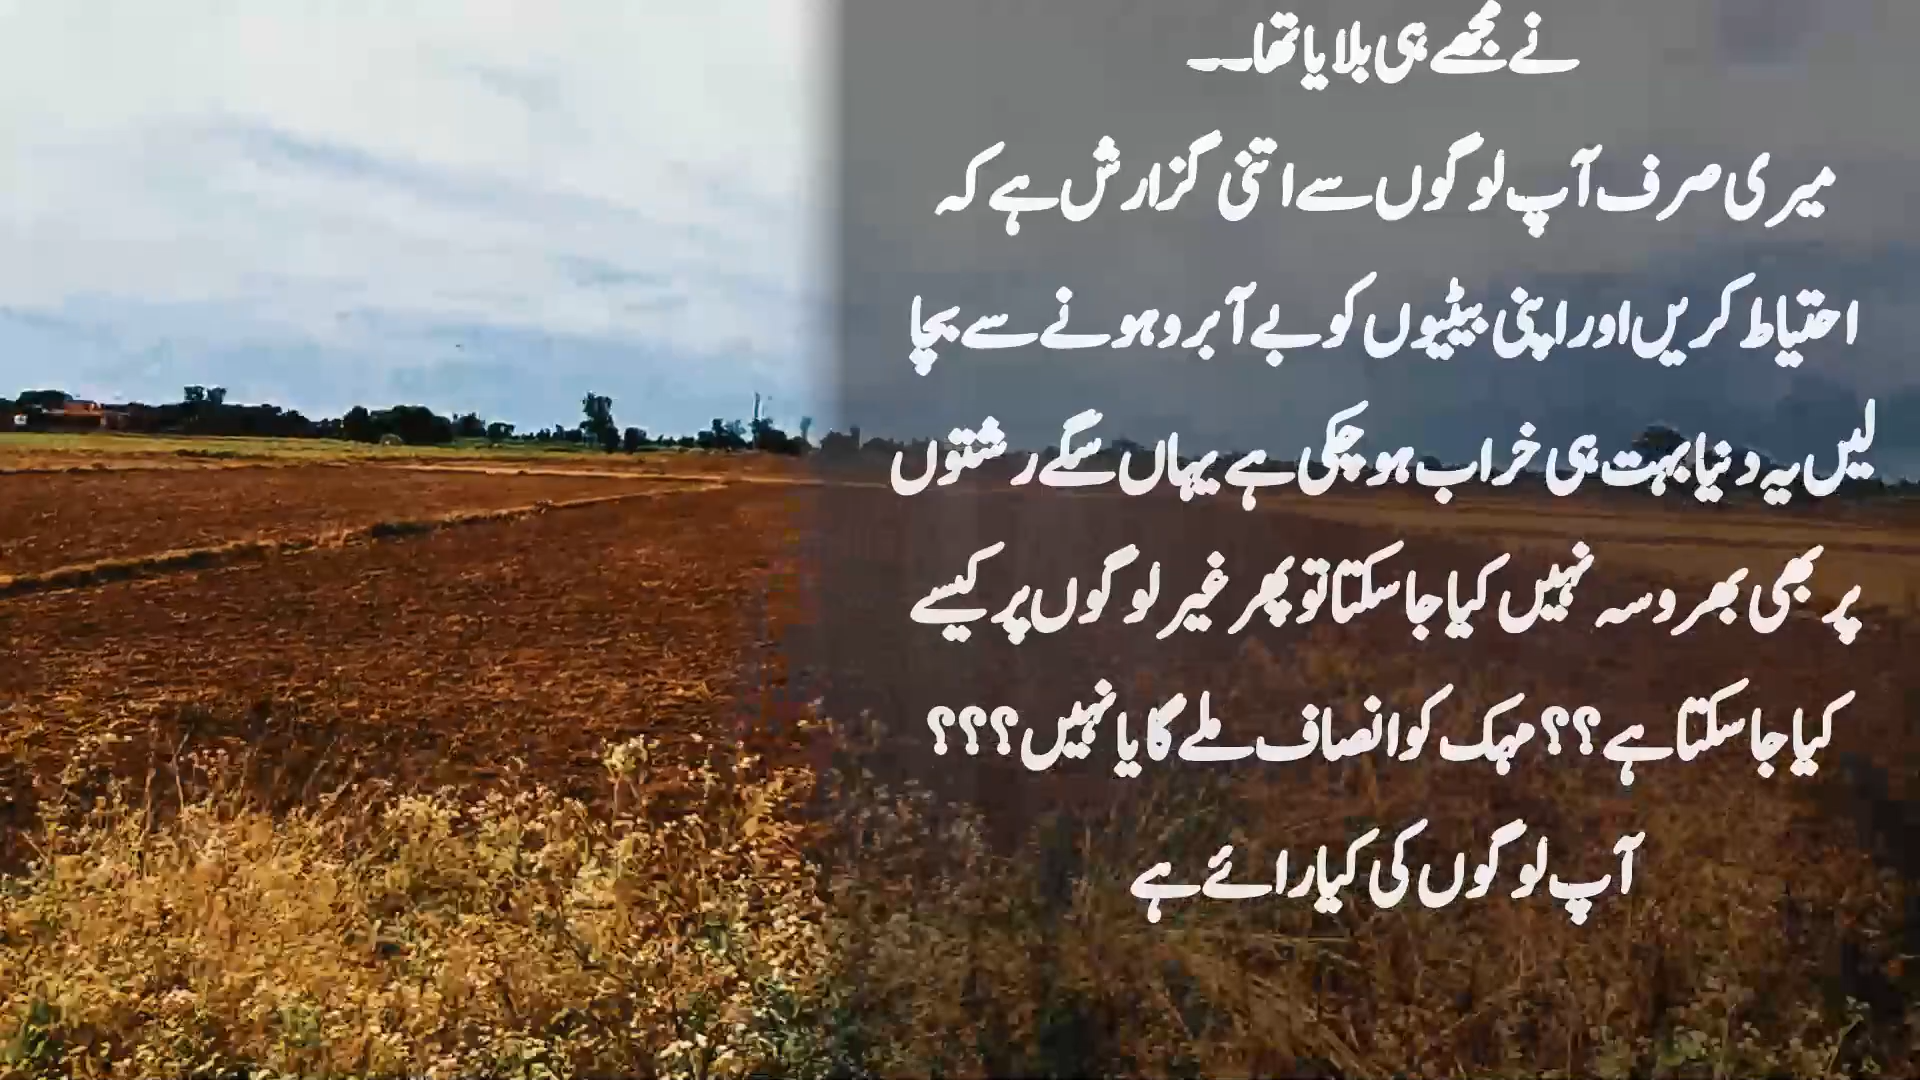 نے مجھے ہی بلایا تھا۔۔
میری صرف آپ لوگوں سے اتنی گزارش ہے کہ
احتیاط کریں اور اپنی بیٹیوں کو بے آبرو ہونے سے بچا
لیں یہ دنیا بہت ہی خراب ہو چکی ہے یہاں سگے رشتوں
پر بھی بھروسہ نہیں کیا جا سکتا تو پھر غیر لوگوں پر کیسے
کیا جا سکتا ہے؟؟ مہک کو انصاف ملے گا یا نہیں؟؟؟
آپ لوگوں کی کیا رائے ہے